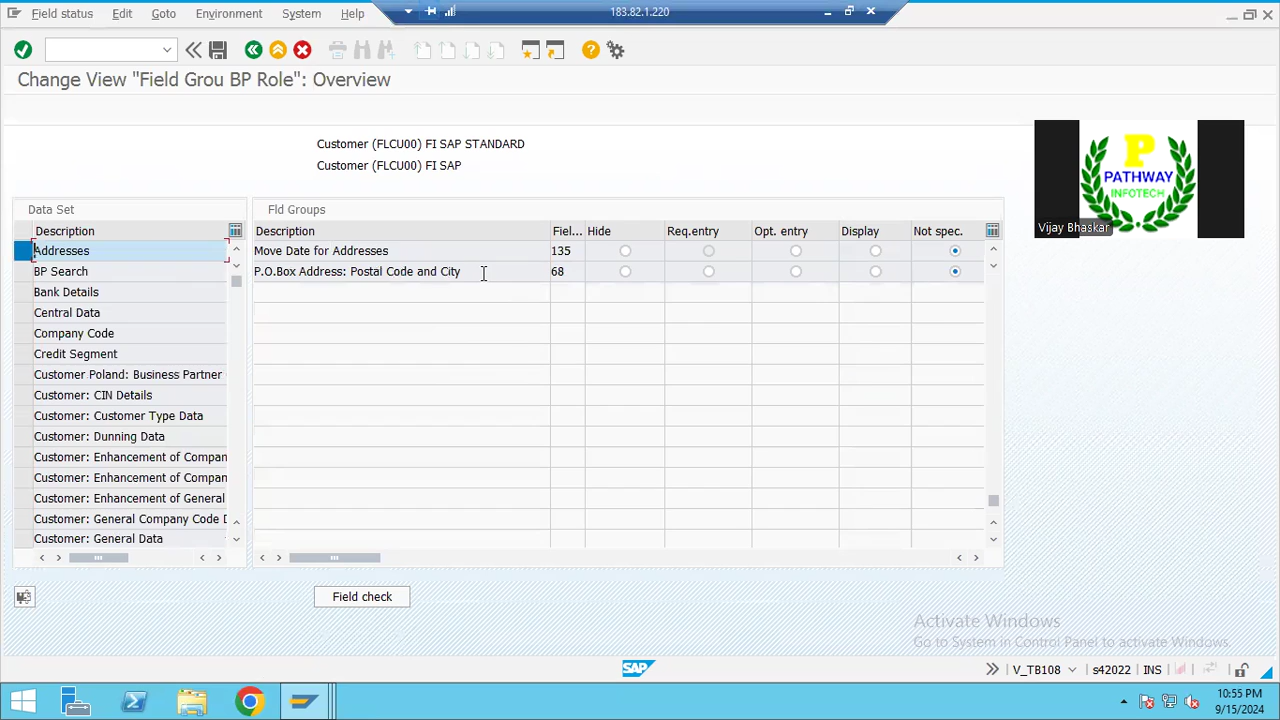 Field status Edit Goto Environment System Help
183.82.1.220
Change View "Field Grou BP Role": Overview
Customer (FLCU00) FI SAP STANDARD
Customer (FLCU00) FI SAP
P
PATHWAY
INFOTECH
Vijay Bhaskar
Data Set
Fld Groups
Description
Description Fiel... Hide Req.entry Opt. entry Display Not spec.
Addresses
Move Date for Addresses 135
BP Search
P.O.Box Address: Postal Code and City 68
Bank Details
Central Data
Company Code
Credit Segment
Customer Poland: Business Partner
Customer: CIN Details
Customer: Customer Type Data
Customer: Dunning Data
Customer: Enhancement of Compan
Customer: Enhancement of Compan
Customer: Enhancement of General
Customer: General Company Code D
Customer: General Data
Field check
Activate Windows
Go to System in Control Panel to activate Windows.
SAP
V_TB108 s42022 INS
10:55 PM
9/15/2024